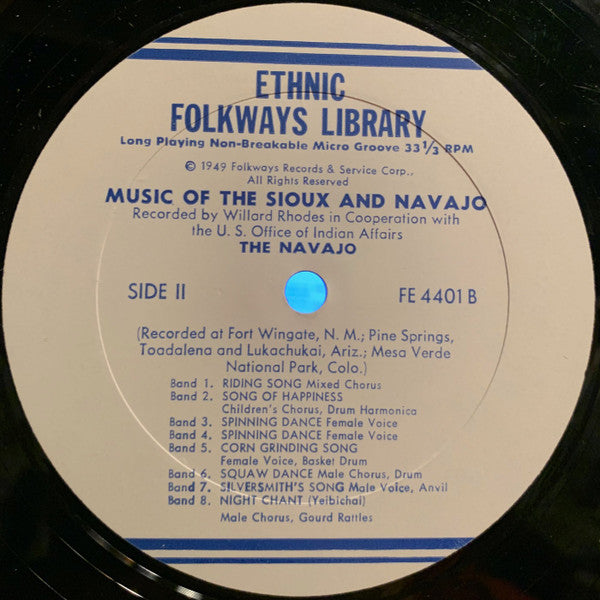 ETHNIC
FOLKWAYS LIBRARY
Long Playing Non-Breakable Micro Groove 33 1/3 RPM
© 1949 Folkways Records & Service Corp.,
All Rights Reserved
MUSIC OF THE SIOUX AND NAVAJO
Recorded by Willard Rhodes in Cooperation with
the U. S. Office of Indian Affairs
THE NAVAJO
SIDE II FE 4401 B
(Recorded at Fort Wingate, N. M.; Pine Springs,
Toadalena and Lukachukai, Ariz.; Mesa Verde
National Park, Colo.)
Band 1. RIDING SONG Mixed Chorus
Band 2. SONG OF HAPPINESS
Children's Chorus, Drum Harmonica
Band 3. SPINNING DANCE Female Voice
Band 4. SPINNING DANCE Female Voice
Band 5. CORN GRINDING SONG
Female Voice, Basket Drum
Band 6. SQUAW DANCE Male Chorus, Drum
Band 7. SILVERSMITH'S SONG Male Voice, Anvil
Band 8. NIGHT CHANT (Yeibichai)
Male Chorus, Gourd Rattles